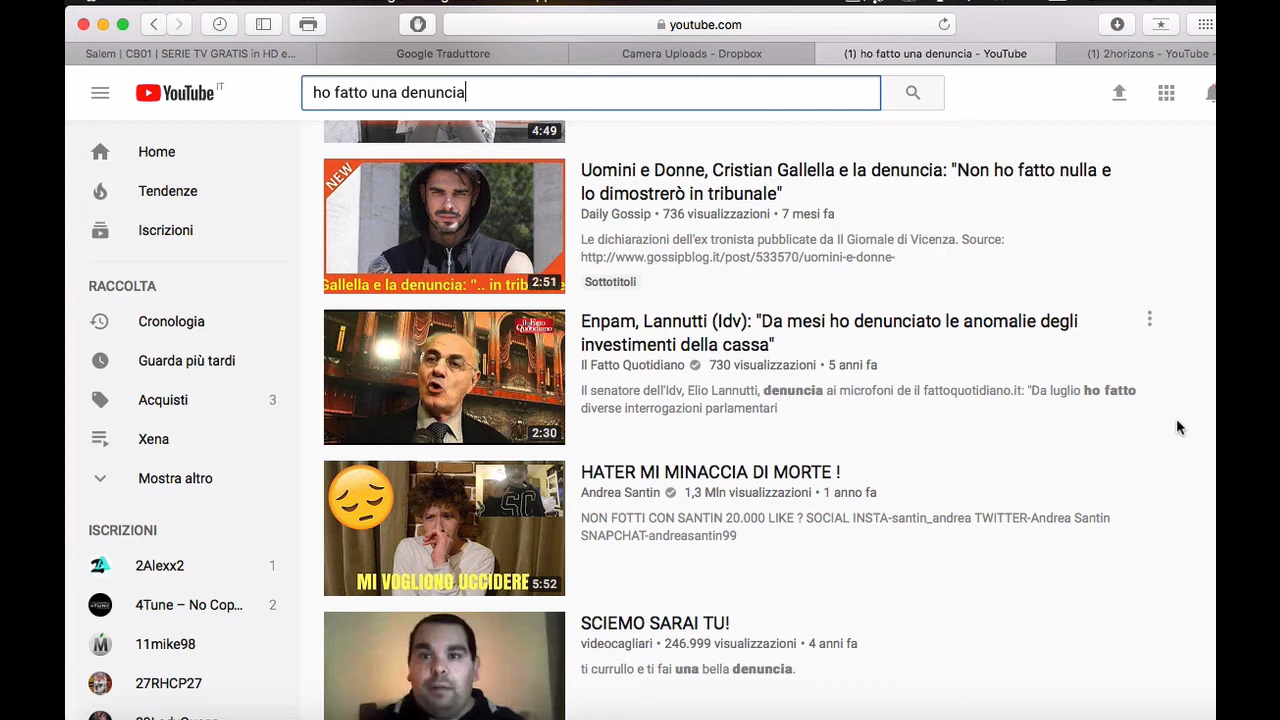 youtube.com
Salem | CB01 | SERIE TV GRATIS in HD e...
Google Traduttore
Camera Uploads - Dropbox
(1) ho fatto una denuncia - YouTube
(1) 2horizons - YouTube -
YouTube IT
ho fatto una denuncia
Home
Tendenze
Iscrizioni
RACCOLTA
Cronologia
Guarda più tardi
Acquisti 3
Xena
Mostra altro
ISCRIZIONI
2Alexx2 1
4Tune – No Cop... 2
11mike98
27RHCP27
4:49
NEW
Gallella e la denuncia: ".. in trib
2:51
Uomini e Donne, Cristian Gallella e la denuncia: "Non ho fatto nulla e
lo dimostrerò in tribunale"
Daily Gossip • 736 visualizzazioni • 7 mesi fa
Le dichiarazioni dell'ex tronista pubblicate da Il Giornale di Vicenza. Source:
http://www.gossipblog.it/post/533570/uomini-e-donne-
Sottotitoli
il Fatto Quotidiano
2:30
Enpam, Lannutti (Idv): "Da mesi ho denunciato le anomalie degli
investimenti della cassa"
Il Fatto Quotidiano 730 visualizzazioni • 5 anni fa
Il senatore dell'Idv, Elio Lannutti, denuncia ai microfoni de il fattoquotidiano.it: "Da luglio ho fatto
diverse interrogazioni parlamentari
MI VOGLIONO UCCIDERE
5:52
HATER MI MINACCIA DI MORTE !
Andrea Santin 1,3 Mln visualizzazioni • 1 anno fa
NON FOTTI CON SANTIN 20.000 LIKE ? SOCIAL INSTA-santin_andrea TWITTER-Andrea Santin
SNAPCHAT-andreasantin99
SCIEMO SARAI TU!
videocagliari • 246.999 visualizzazioni • 4 anni fa
ti currullo e ti fai una bella denuncia.